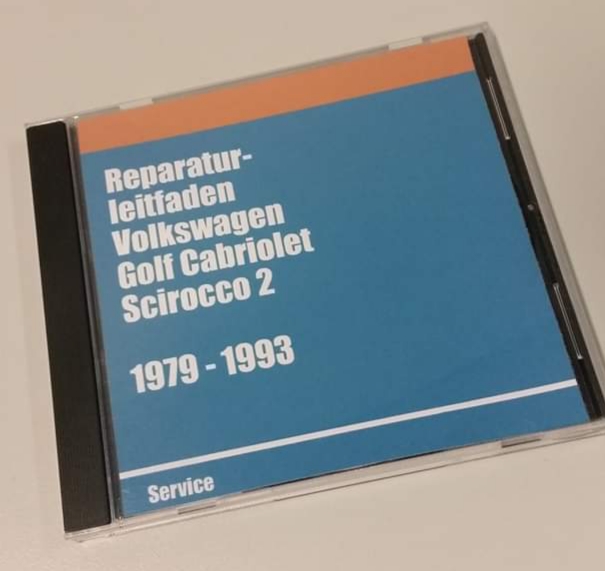 Reparatur-
leitfaden
Volkswagen
Golf Cabriolet
Scirocco 2
1979 - 1993
Service